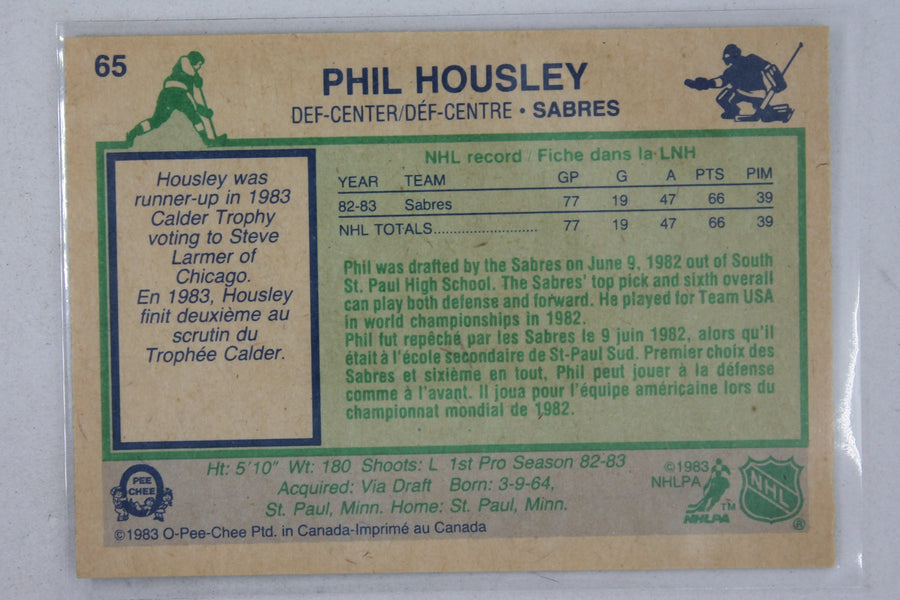 65
PHIL HOUSLEY
DEF-CENTER/DÉF-CENTRE • SABRES
Housley was
runner-up in 1983
Calder Trophy
voting to Steve
Larmer of
Chicago.
En 1983, Housley
finit deuxième au
scrutin du
Trophée Calder.
NHL record / Fiche dans la LNH
YEAR TEAM GP G A PTS PIM
82-83 Sabres 77 19 47 66 39
NHL TOTALS............................ 77 19 47 66 39
Phil was drafted by the Sabres on June 9, 1982 out of South
St. Paul High School. The Sabres' top pick and sixth overall
can play both defense and forward. He played for Team USA
in world championships in 1982.
Phil fut repêché par les Sabres le 9 juin 1982, alors qu'il
était à l'école secondaire de St-Paul Sud. Premier choix des
Sabres et sixième en tout, Phil peut jouer à la défense
comme à l'avant. Il joua pour l'équipe américaine lors du
championnat mondial de 1982.
Ht: 5'10" Wt: 180 Shoots: L 1st Pro Season 82-83
Acquired: Via Draft Born: 3-9-64,
St. Paul, Minn. Home: St. Paul, Minn.
PEE
CHEE
©1983 O-Pee-Chee Ptd. in Canada-Imprimé au Canada
©1983
NHLPA
TM
NHLPA
NHL
®